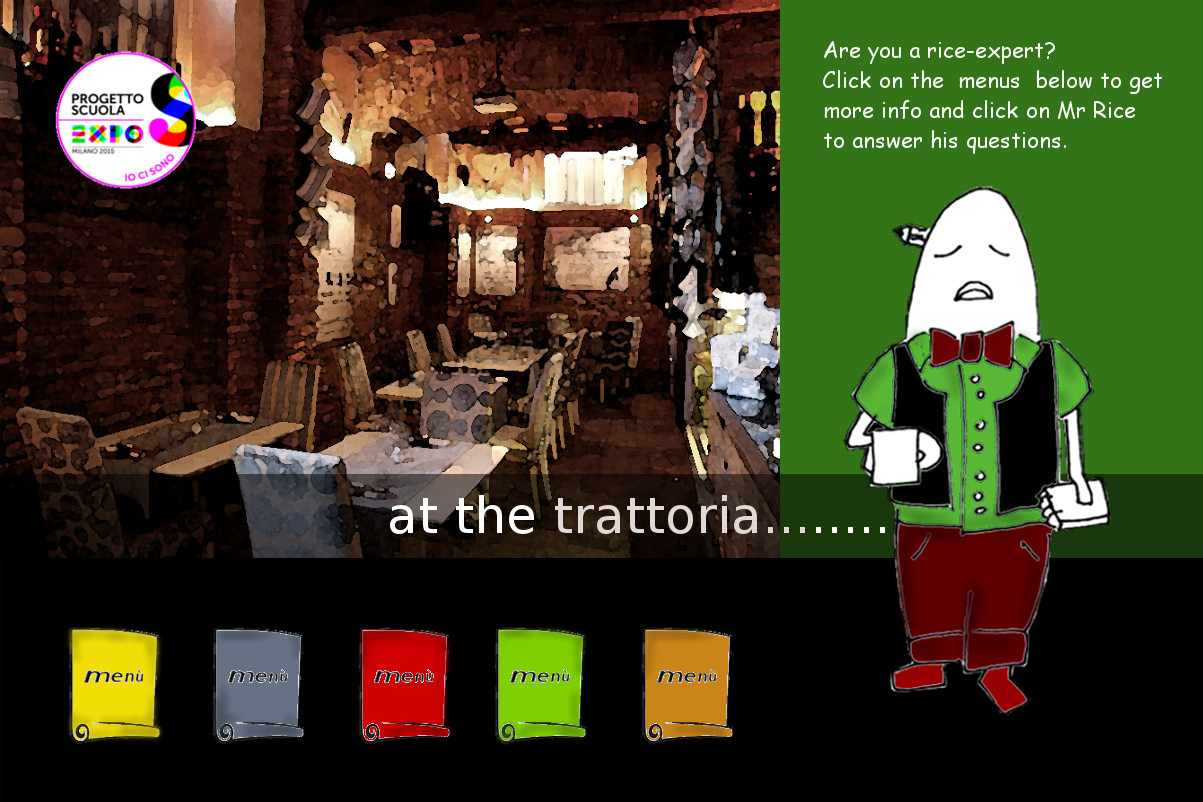 PROGETTO
SCUOLA
EXPO
MILANO 2015
IO CI SONO
Are you a rice-expert?
Click on the menus below to get
more info and click on Mr Rice
to answer his questions.
at the trattoria........
menù
menù
menù
menù
menù